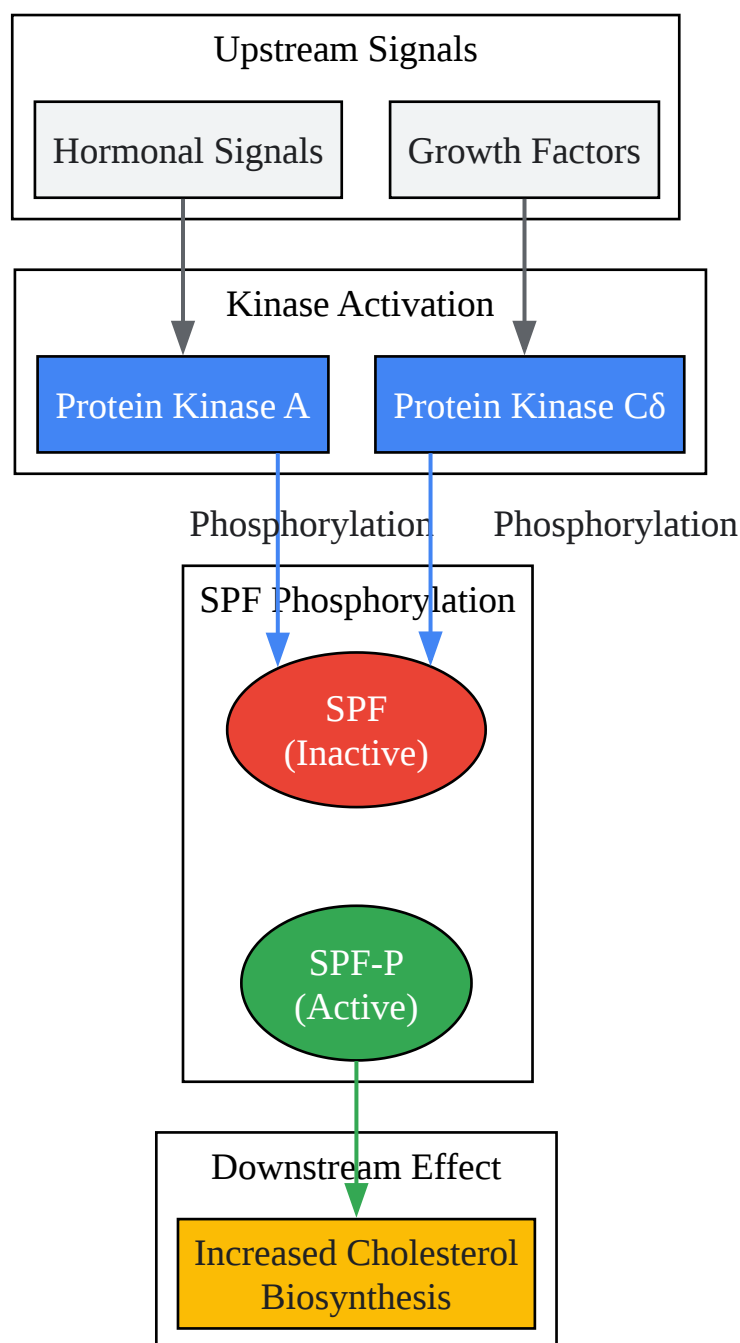 Upstream Signals
Hormonal Signals
Growth Factors
Kinase Activation
Protein Kinase A
Protein Kinase Cδ
Phosphorylation
Phosphorylation
SPF Phosphorylation
SPF
(Inactive)
SPF-P
(Active)
Downstream Effect
Increased Cholesterol
Biosynthesis